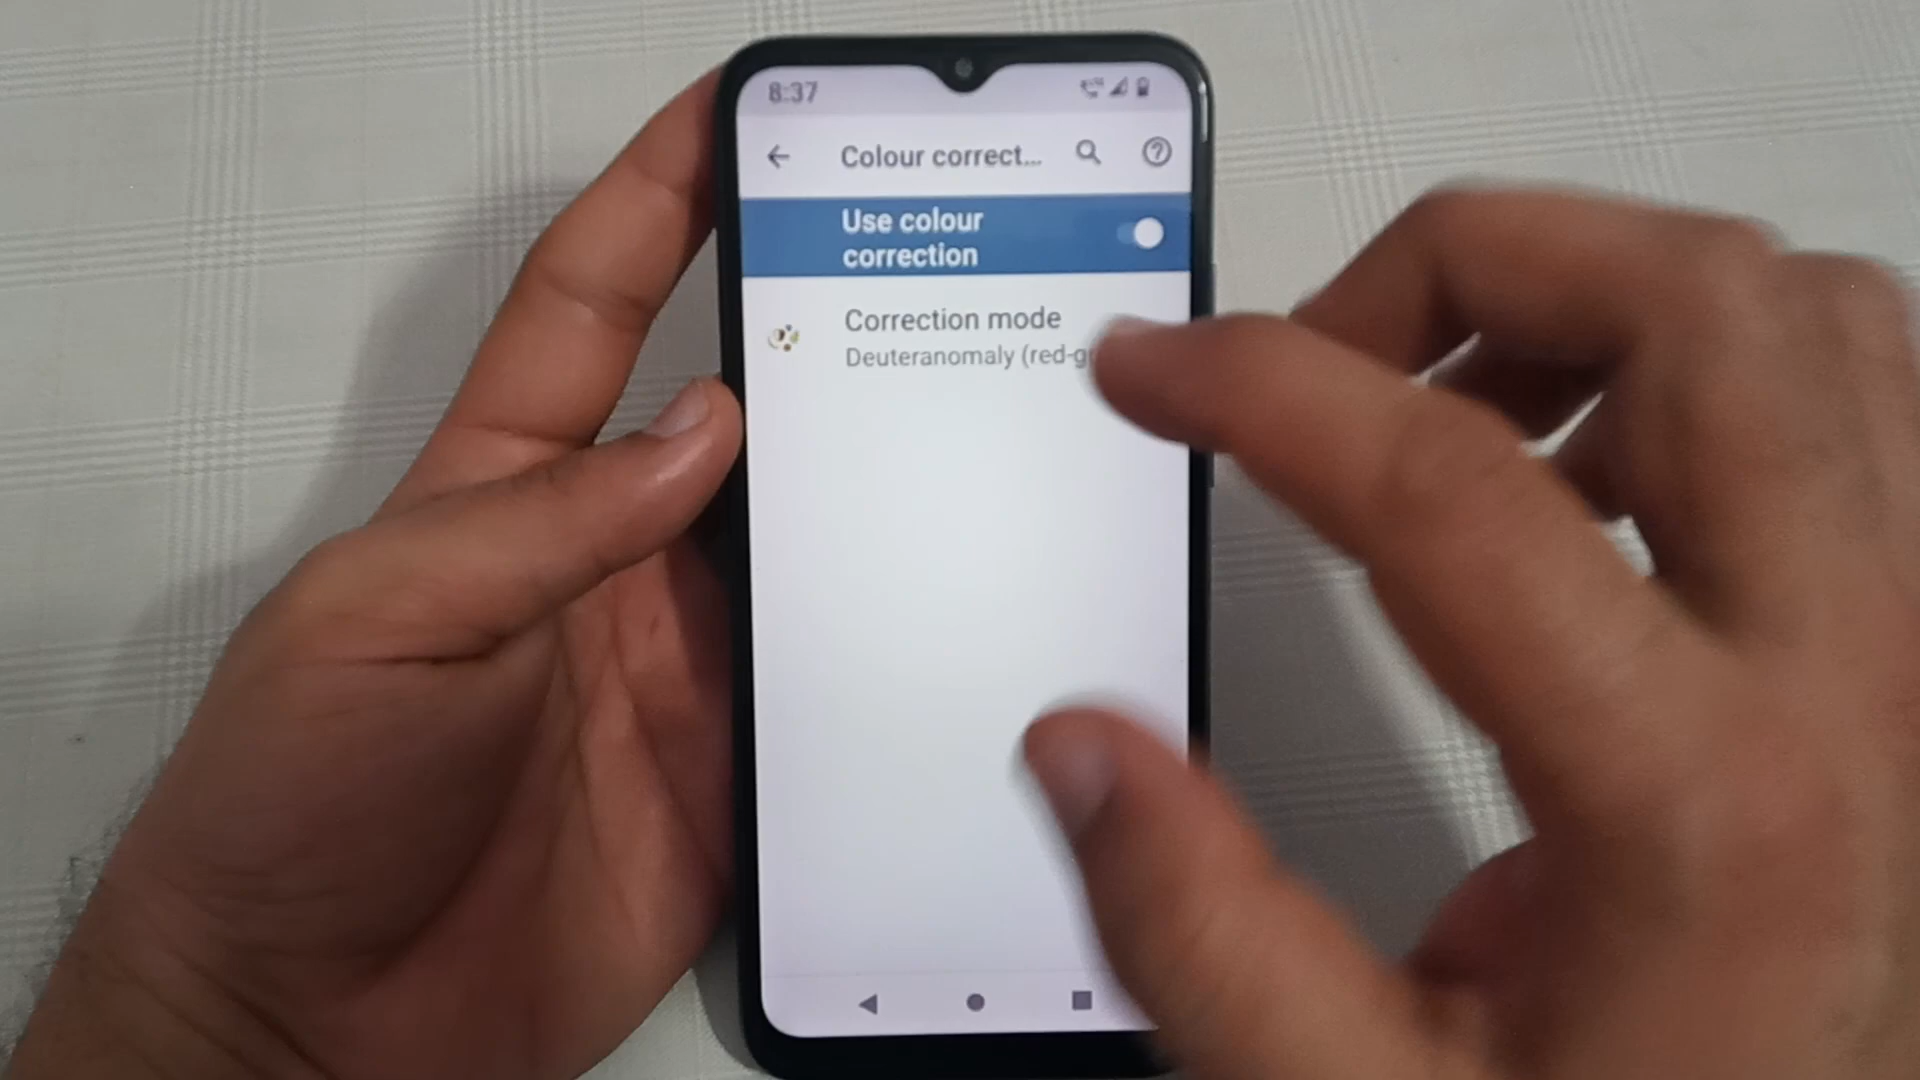 8:37
Colour correct...
Use colour
correction
Correction mode
Deuteranomaly (red-g